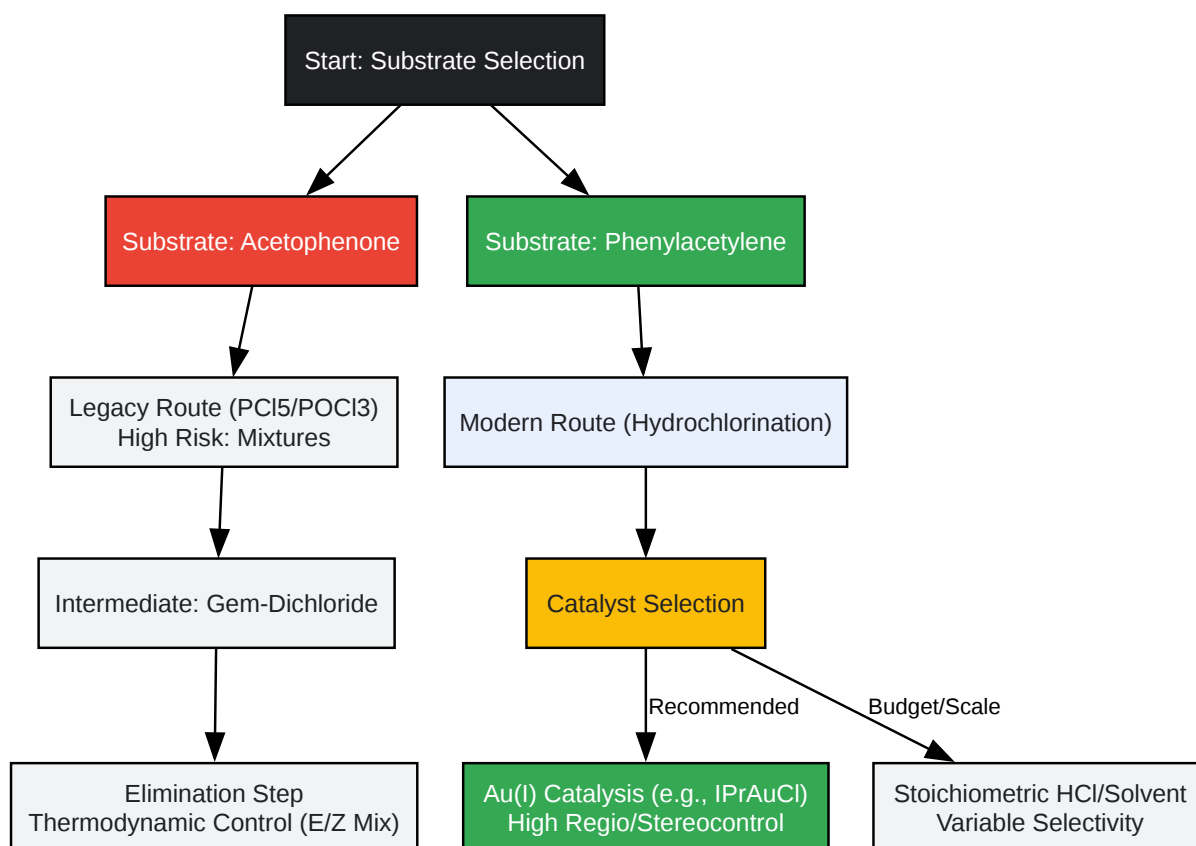 Start: Substrate Selection
Substrate: Acetophenone
Substrate: Phenylacetylene
Legacy Route (PCl5/POCl3)
High Risk: Mixtures
Modern Route (Hydrochlorination)
Intermediate: Gem-Dichloride
Catalyst Selection
Recommended
Budget/Scale
Elimination Step
Thermodynamic Control (E/Z Mix)
Au(I) Catalysis (e.g., IPrAuCl)
High Regio/Stereocontrol
Stoichiometric HCl/Solvent
Variable Selectivity